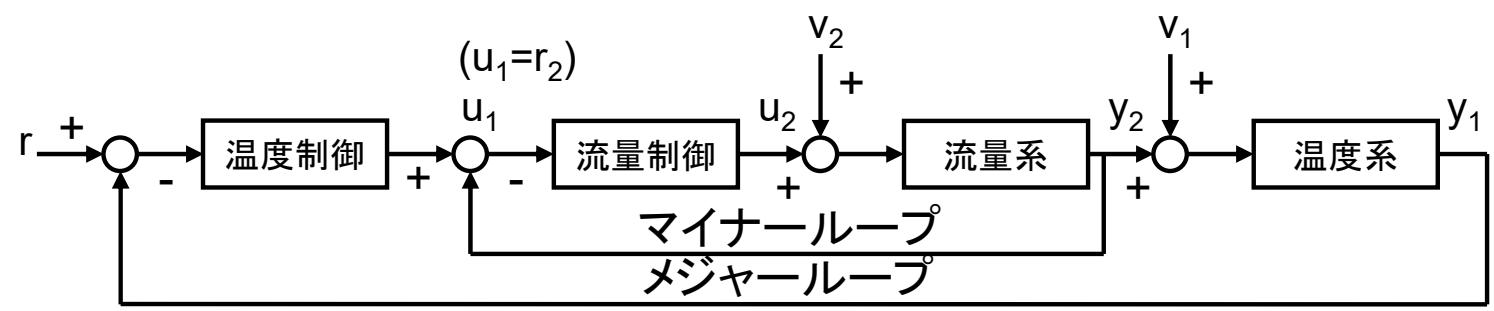 v₂ v₁
(u₁=r₂)
+ +
u₁ u₂ y₂ y₁
r + 温度制御 流量制御 流量系 温度系
- + - + +
マイナーループ
メジャーループ